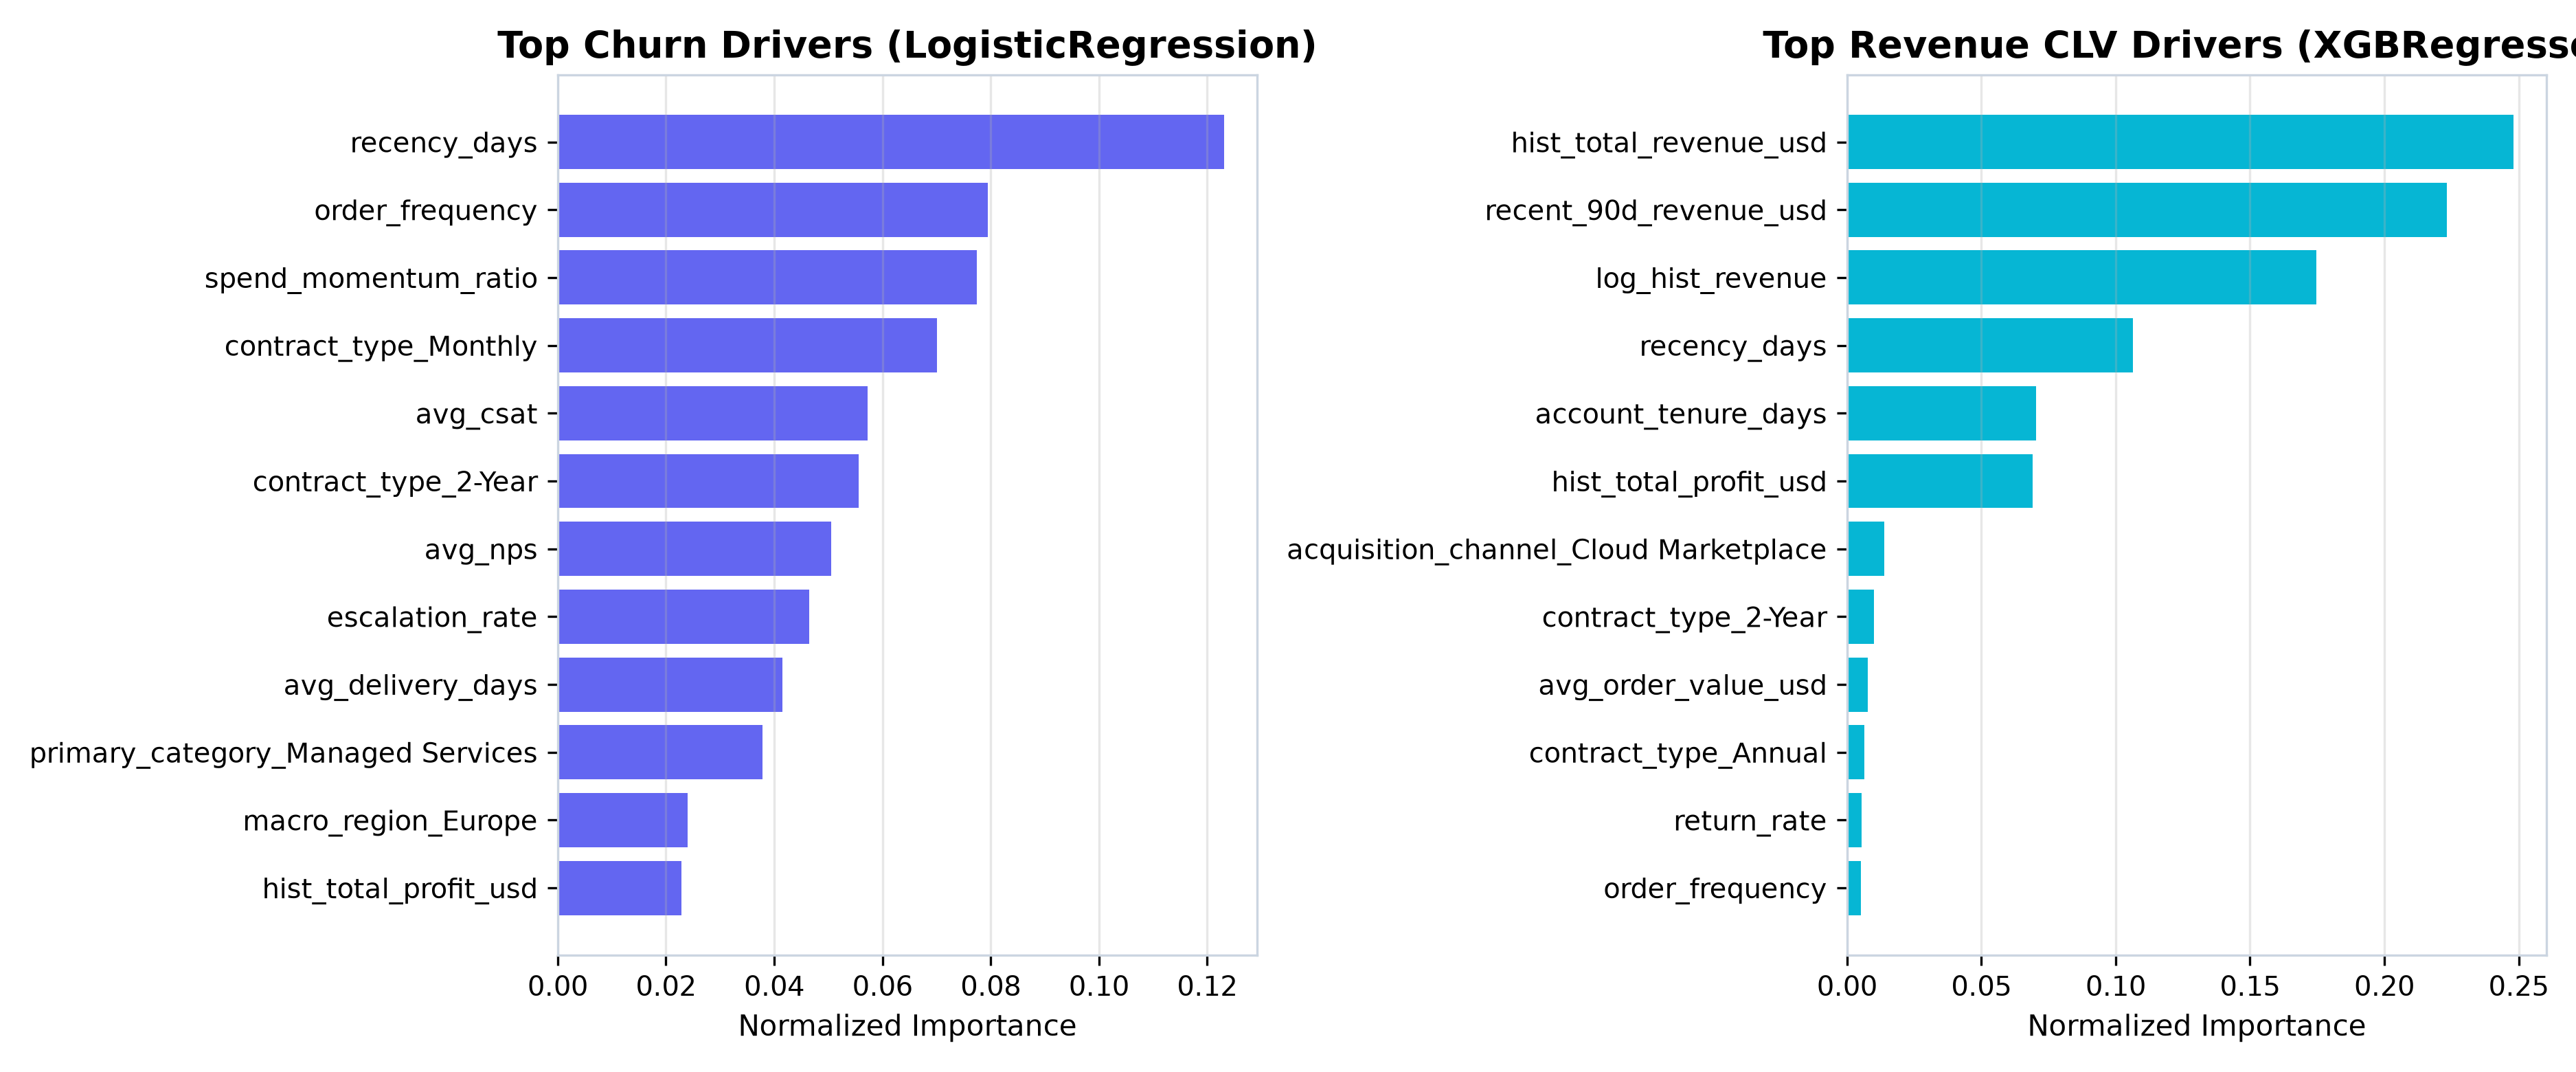 Top Churn Drivers (LogisticRegression)
recency_days
order_frequency
spend_momentum_ratio
contract_type_Monthly
avg_csat
contract_type_2-Year
avg_nps
escalation_rate
avg_delivery_days
primary_category_Managed Services
macro_region_Europe
hist_total_profit_usd
0.00 0.02 0.04 0.06 0.08 0.10 0.12
Normalized Importance
Top Revenue CLV Drivers (XGBRegresso
hist_total_revenue_usd
recent_90d_revenue_usd
log_hist_revenue
recency_days
account_tenure_days
hist_total_profit_usd
acquisition_channel_Cloud Marketplace
contract_type_2-Year
avg_order_value_usd
contract_type_Annual
return_rate
order_frequency
0.00 0.05 0.10 0.15 0.20 0.25
Normalized Importance